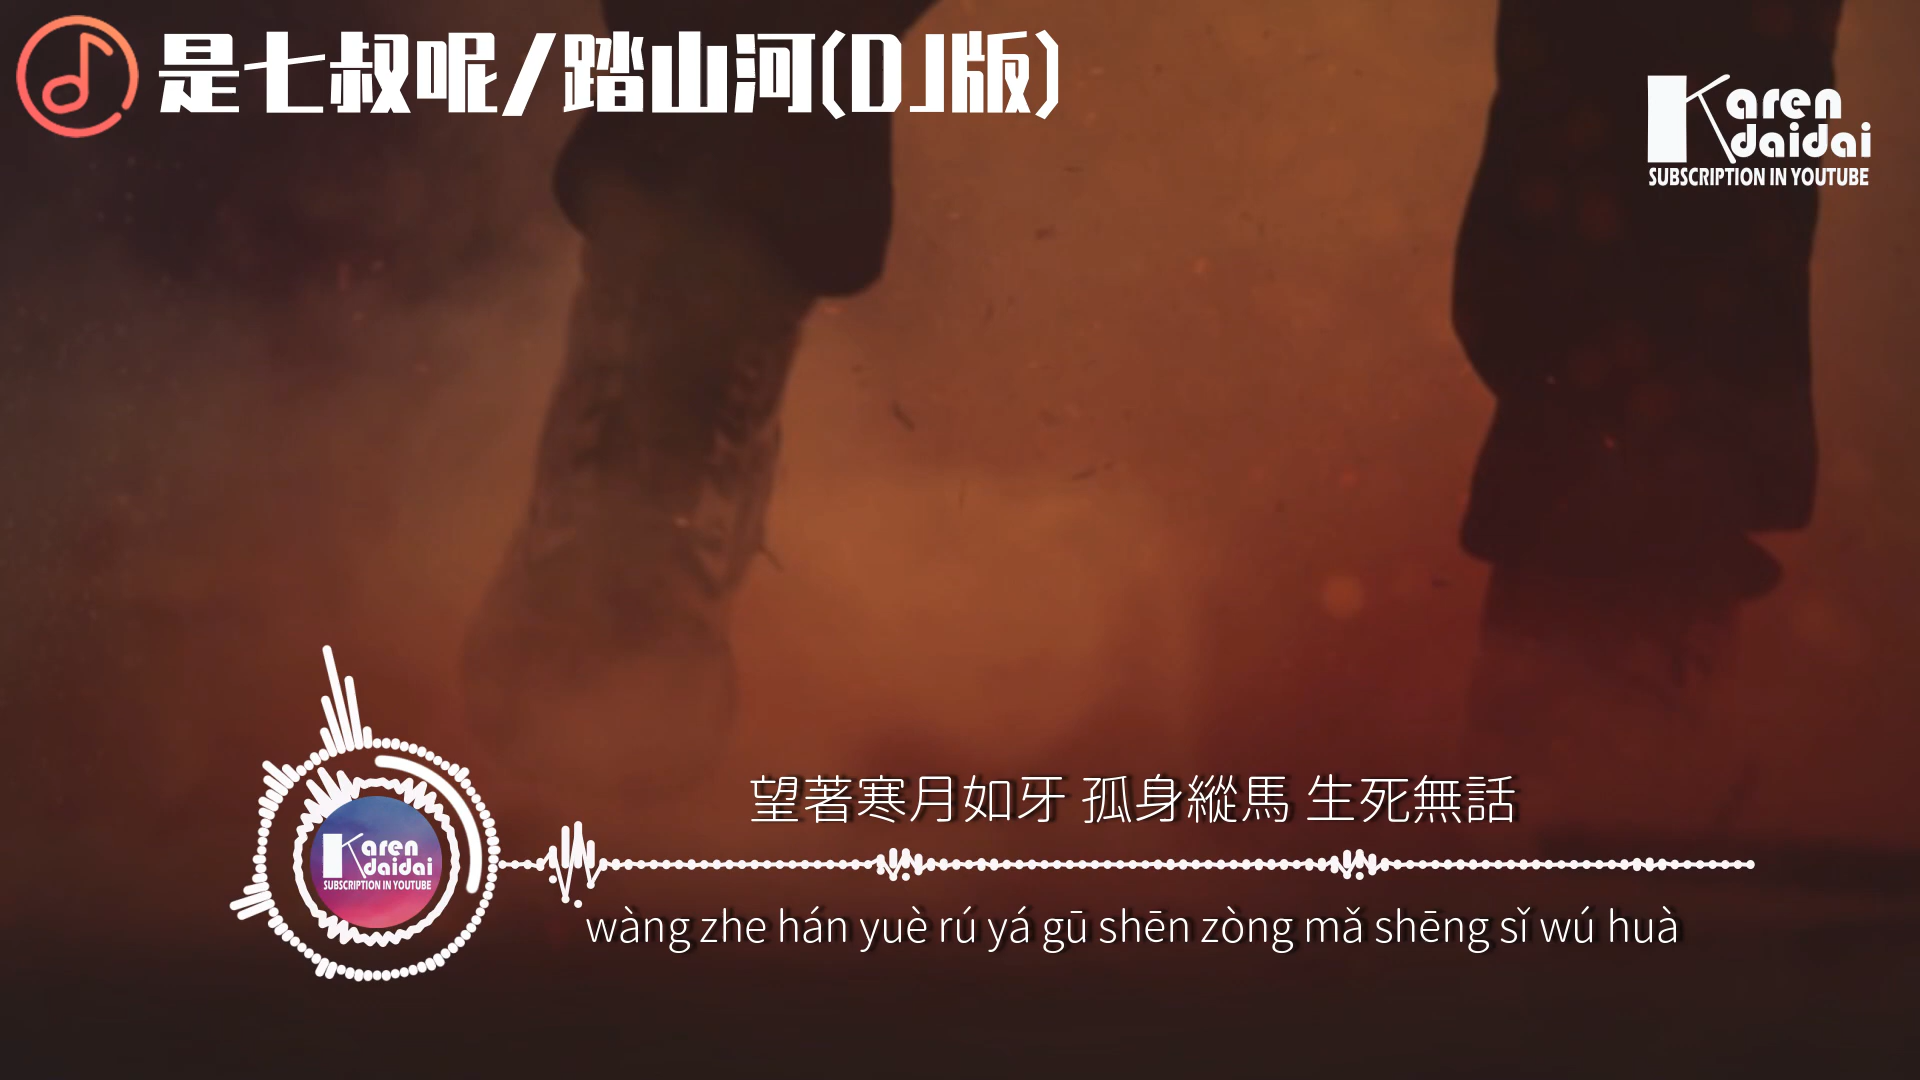 是七叔呢/踏山河(DJ版)
Karen
daidai
SUBSCRIPTION IN YOUTUBE
望著寒月如牙 孤身縱馬 生死無話
Karen
daidai
SUBSCRIPTION IN YOUTUBE
wàng zhe hán yuè rú yá gū shēn zòng mǎ shēng sǐ wú huà